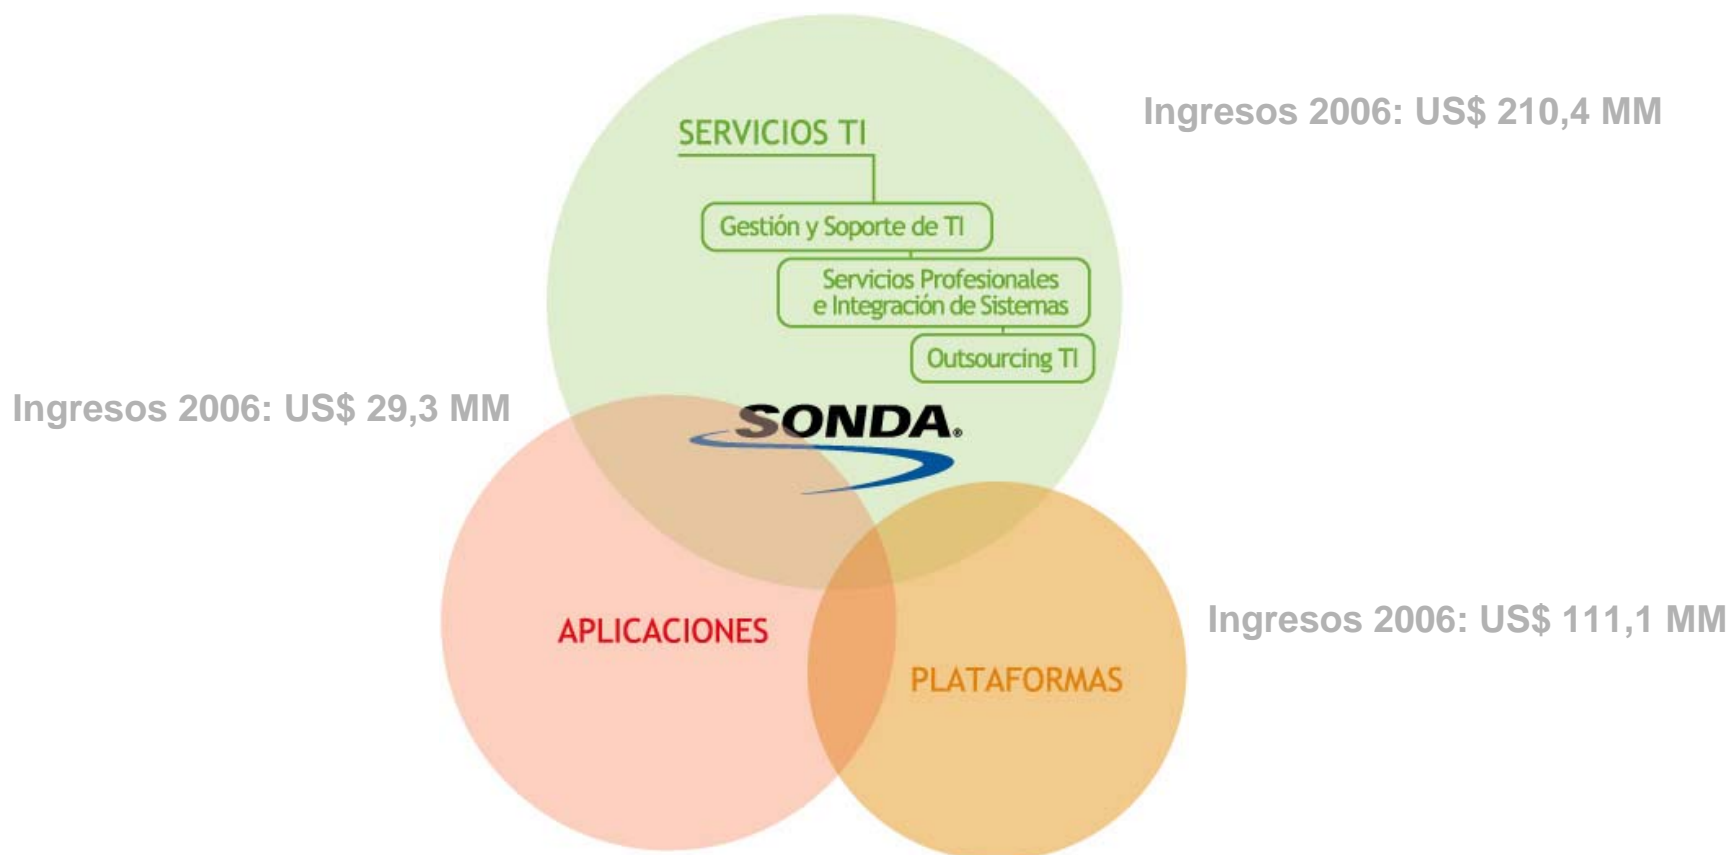 Ingresos 2006: US$ 210,4 MM
SERVICIOS TI
Gestión y Soporte de TI
Servicios Profesionales
e Integración de Sistemas
Outsourcing TI
Ingresos 2006: US$ 29,3 MM
SONDA®
Ingresos 2006: US$ 111,1 MM
APLICACIONES
PLATAFORMAS